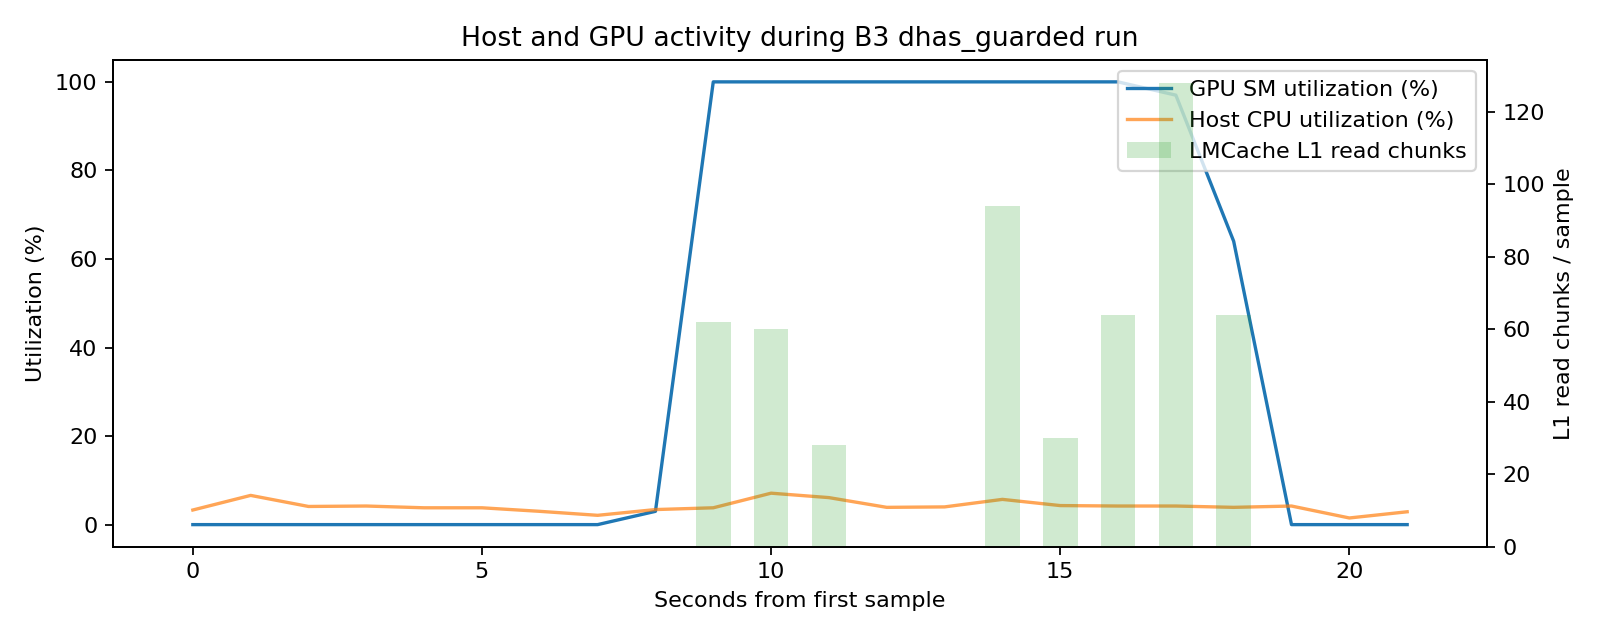 Host and GPU activity during B3 dhas_guarded run
GPU SM utilization (%)
Host CPU utilization (%)
LMCache L1 read chunks
Utilization (%)
100
80
60
40
20
0
120
100
80
60
40
20
0
L1 read chunks / sample
0 5 10 15 20
Seconds from first sample